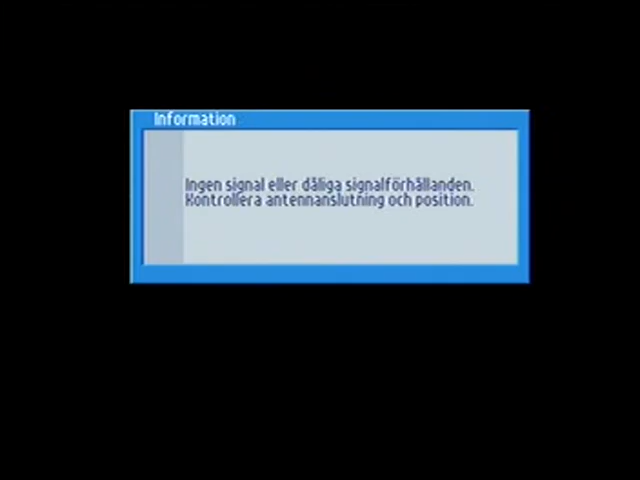 Information
Ingen signal eller dåliga signalförhållanden.
Kontrollera antennanslutning och position.